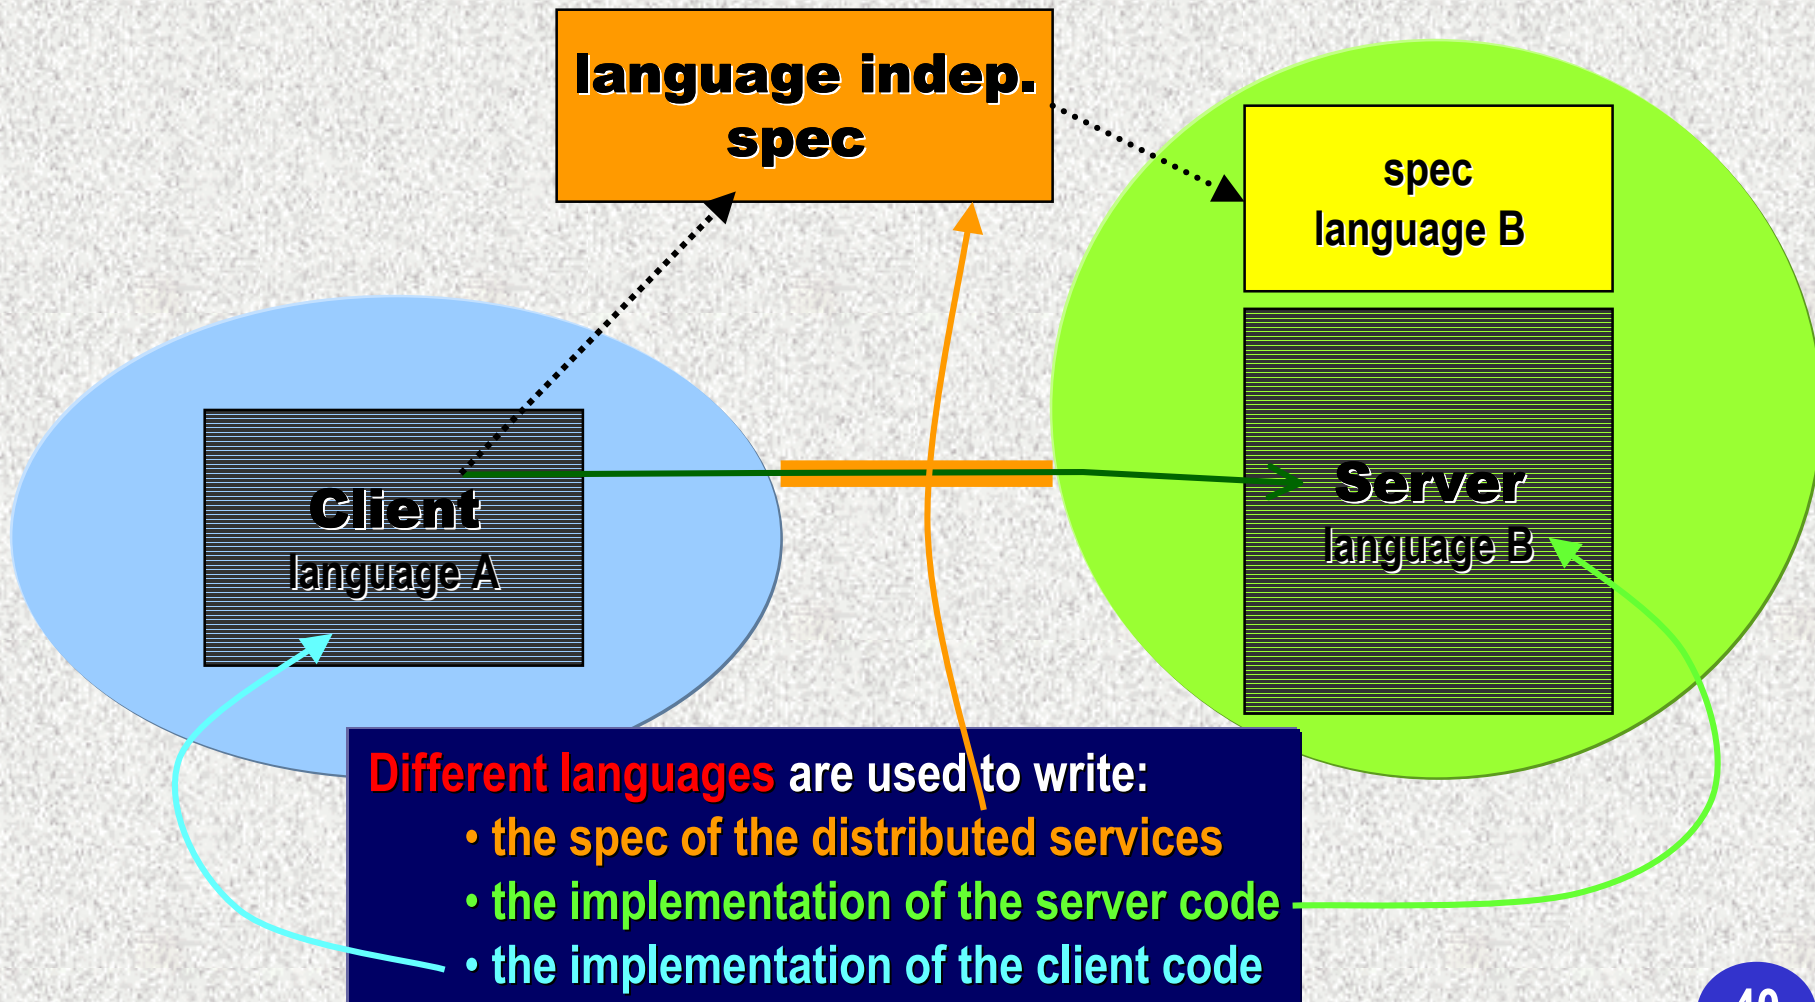 language indep.
spec
spec
language B
Client
language A
Server
language B
Different languages are used to write:
• the spec of the distributed services
• the implementation of the server code
• the implementation of the client code